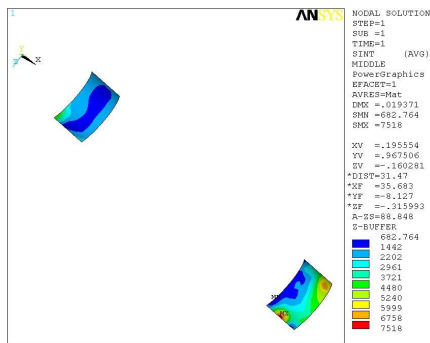 1
ANSYS
NODAL SOLUTION
STEP=1
SUB =1
TIME=1
SINT (AVG)
MIDDLE
PowerGraphics
EFACET=1
AVRES=Mat
DMX =.019371
SMN =682.764
SMX =7518
XV =.195554
YV =.967506
ZV =-.160281
*DIST=31.47
*XF =35.683
*YF =-8.127
*ZF =-.315993
A-ZS=88.848
Z-BUFFER
682.764
1442
2202
2961
3721
4480
5240
5999
6758
7518
Y
Z
X
MN
MX